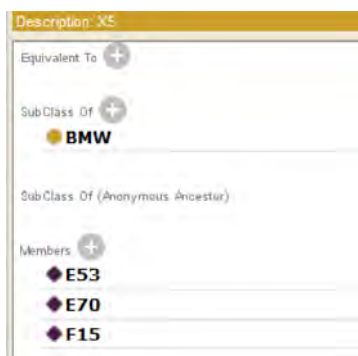 Description: X5
Equivalent To
SubClass Of
BMW
SubClass Of (Anonymous Ancestor)
Members
E53
E70
F15